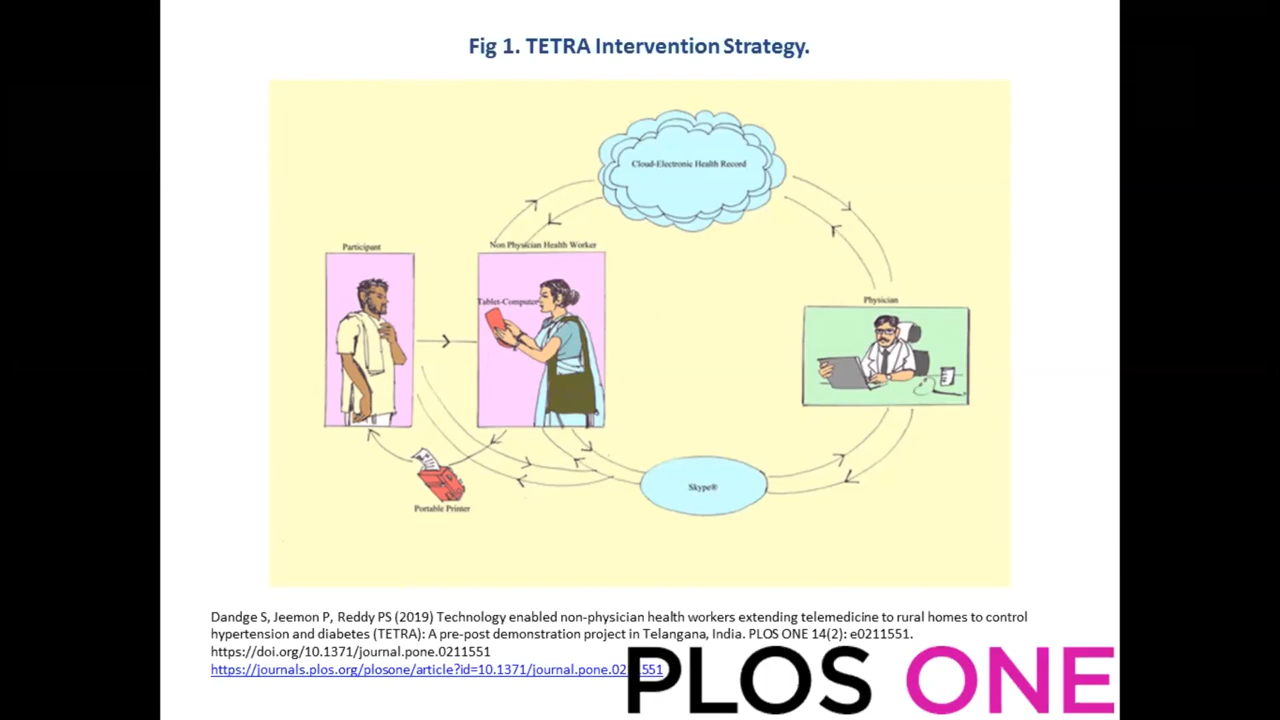 Fig 1. TETRA Intervention Strategy.
Cloud-Electronic Health Record
Participant
Non Physician Health Worker
Tablet-Computer
Physician
Skype®
Portable Printer
Dandge S, Jeemon P, Reddy PS (2019) Technology enabled non-physician health workers extending telemedicine to rural homes to control
hypertension and diabetes (TETRA): A pre-post demonstration project in Telangana, India. PLOS ONE 14(2): e0211551.
https://doi.org/10.1371/journal.pone.0211551
https://journals.plos.org/plosone/article?id=10.1371/journal.pone.0211551
PLOS ONE